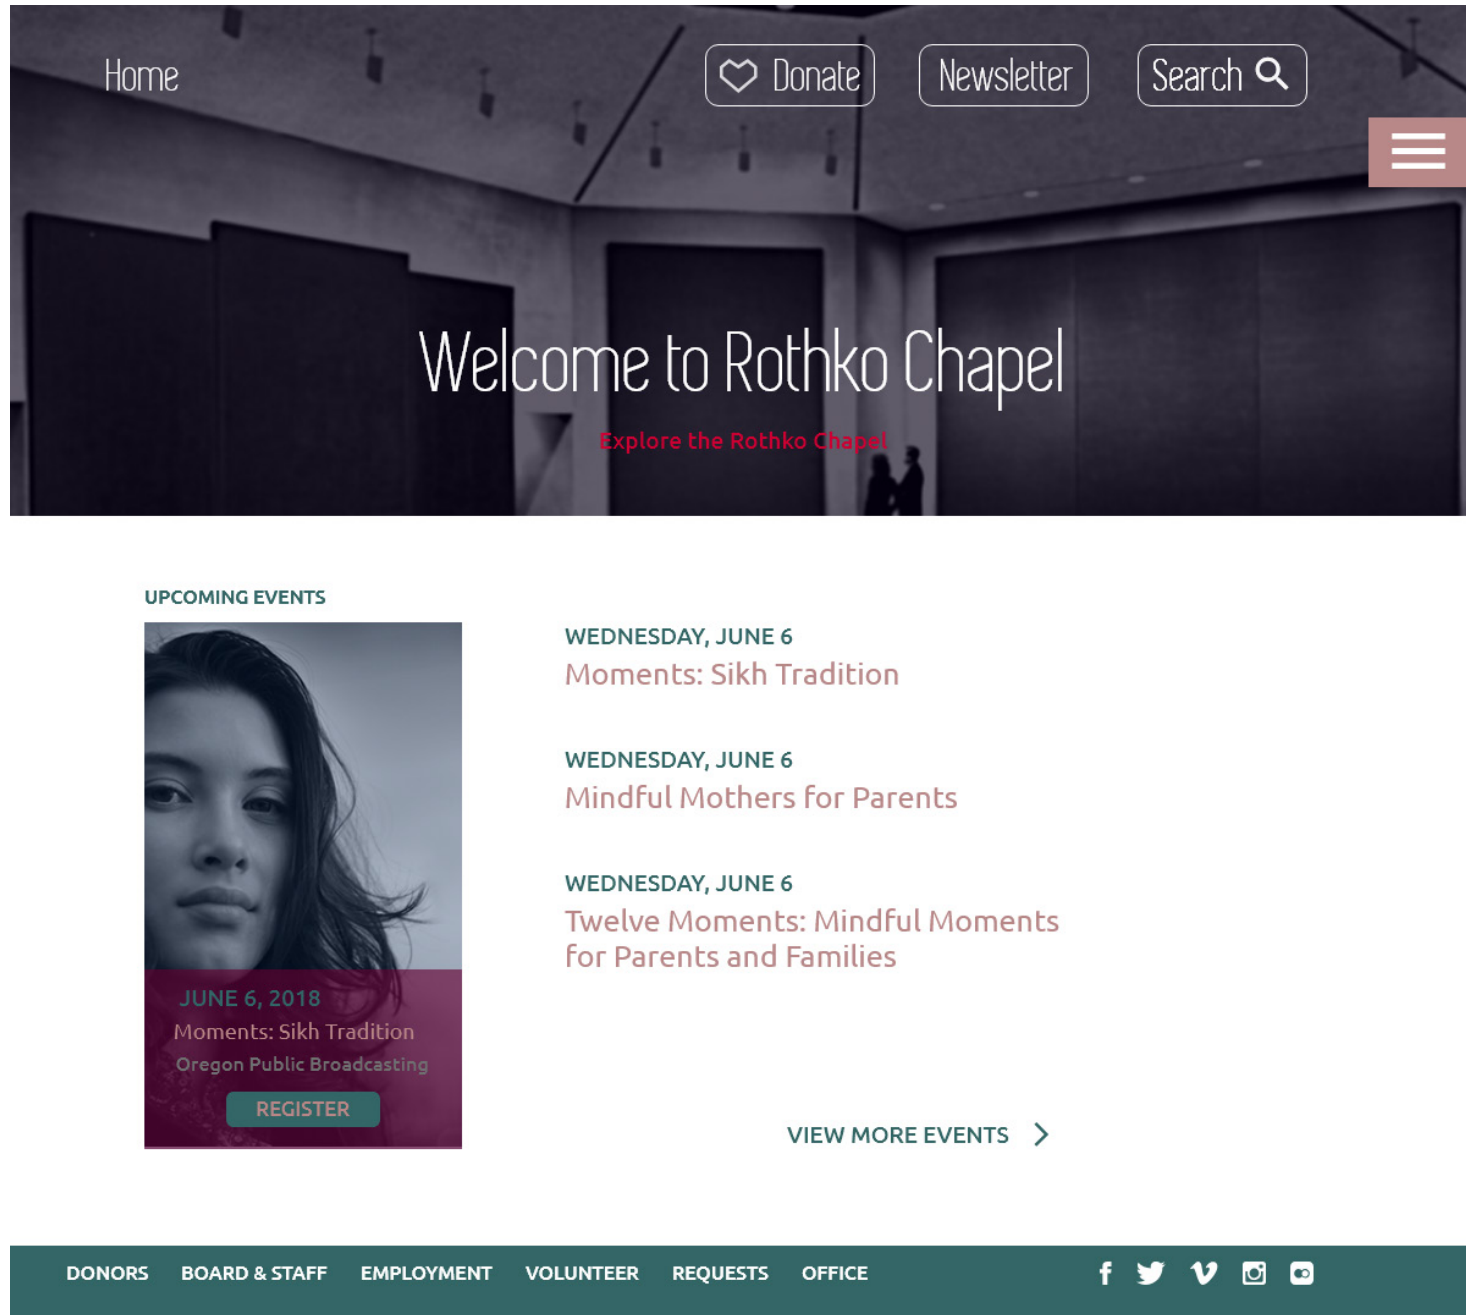 Home
Donate
Newsletter
Search
Welcome to Rothko Chapel
Explore the Rothko Chapel
UPCOMING EVENTS
WEDNESDAY, JUNE 6
Moments: Sikh Tradition
WEDNESDAY, JUNE 6
Mindful Mothers for Parents
WEDNESDAY, JUNE 6
Twelve Moments: Mindful Moments
for Parents and Families
JUNE 6, 2018
Moments: Sikh Tradition
Oregon Public Broadcasting
REGISTER
VIEW MORE EVENTS
DONORS BOARD & STAFF EMPLOYMENT VOLUNTEER REQUESTS OFFICE